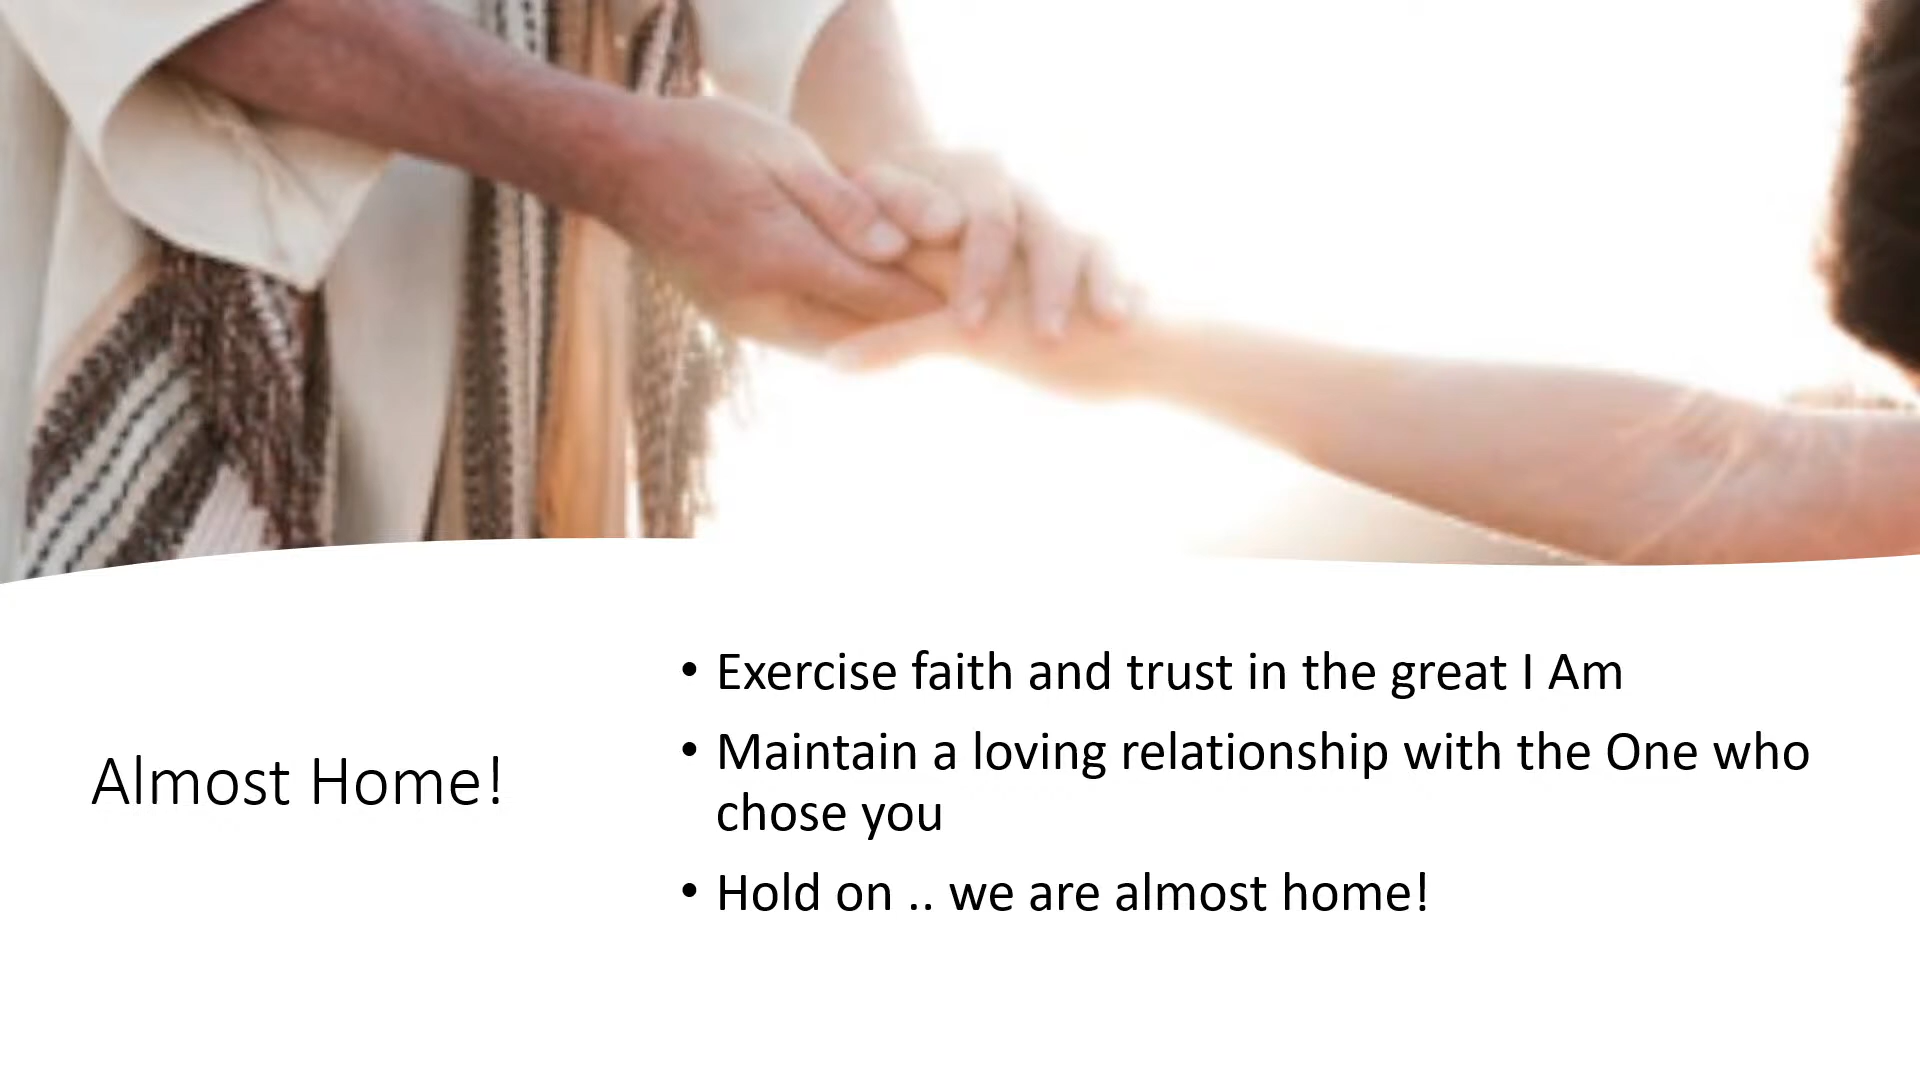 Almost Home!
• Exercise faith and trust in the great I Am
• Maintain a loving relationship with the One who
chose you
• Hold on .. we are almost home!